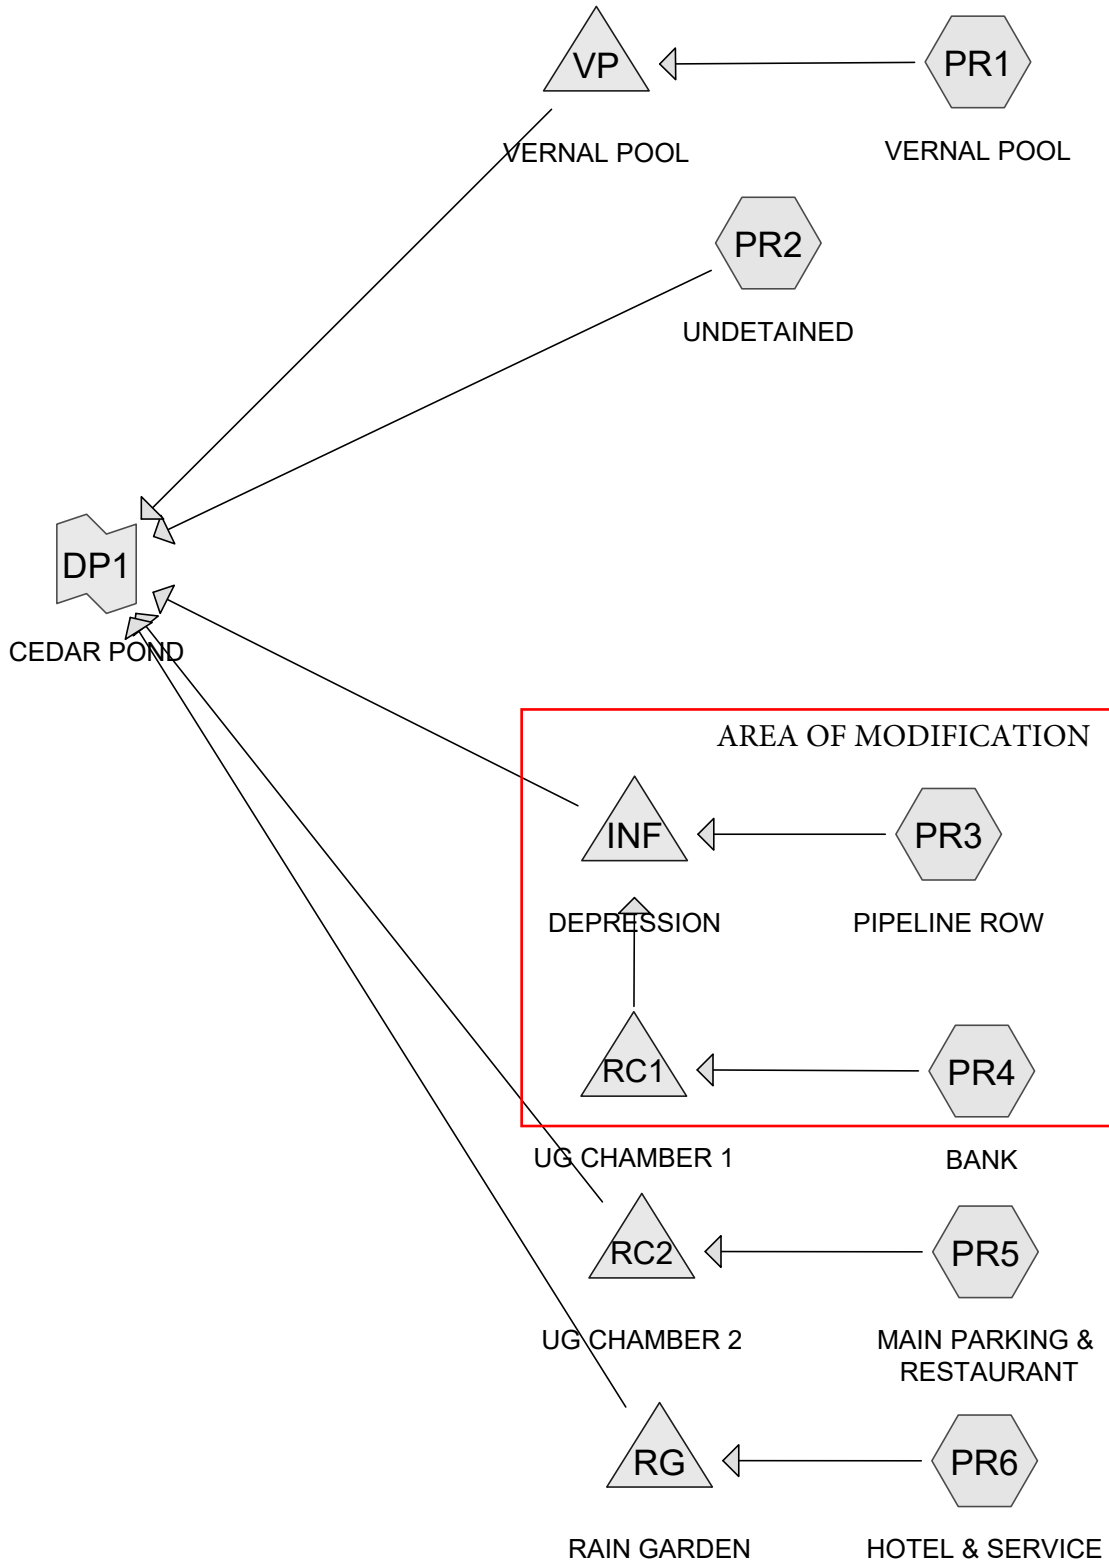 VP
PR1
VERNAL POOL
VERNAL POOL
PR2
UNDETAINED
DP1
CEDAR POND
AREA OF MODIFICATION
INF
PR3
DEPRESSION
PIPELINE ROW
RC1
PR4
UG CHAMBER 1
BANK
RC2
PR5
UG CHAMBER 2
MAIN PARKING &
RESTAURANT
RG
PR6
RAIN GARDEN
HOTEL & SERVICE